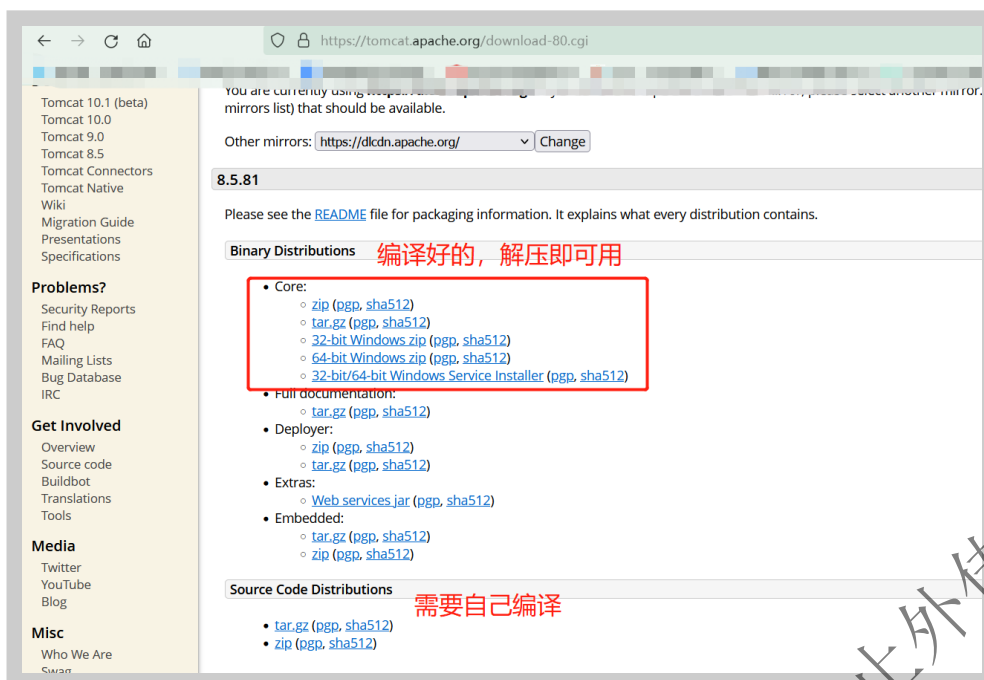 https://tomcat.apache.org/download-80.cgi
Tomcat 10.1 (beta)
Tomcat 10.0
Tomcat 9.0
Tomcat 8.5
Tomcat Connectors
Tomcat Native
Wiki
Migration Guide
Presentations
Specifications
Problems?
Security Reports
Find help
FAQ
Mailing Lists
Bug Database
IRC
Get Involved
Overview
Source code
Buildbot
Translations
Tools
Media
Twitter
YouTube
Blog
Misc
Who We Are
Swag
You are currently using
mirrors list) that should be available.
Other mirrors: https://dlcdn.apache.org/ Change
8.5.81
Please see the README file for packaging information. It explains what every distribution contains.
Binary Distributions 编译好的，解压即可用
Core:
zip (pgp, sha512)
tar.gz (pgp, sha512)
32-bit Windows zip (pgp, sha512)
64-bit Windows zip (pgp, sha512)
32-bit/64-bit Windows Service Installer (pgp, sha512)
Full documentation:
tar.gz (pgp, sha512)
Deployer:
zip (pgp, sha512)
tar.gz (pgp, sha512)
Extras:
Web services jar (pgp, sha512)
Embedded:
tar.gz (pgp, sha512)
zip (pgp, sha512)
Source Code Distributions 需要自己编译
tar.gz (pgp, sha512)
zip (pgp, sha512)
止外传